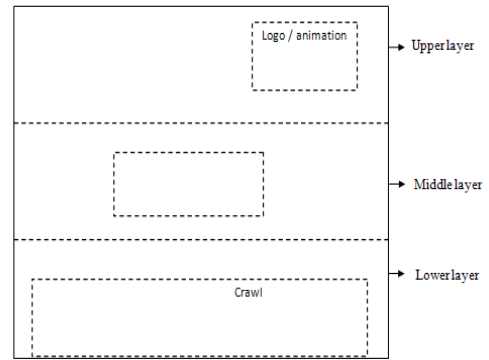 Logo / animation
Upper layer
Middle layer
Lower layer
Crawl